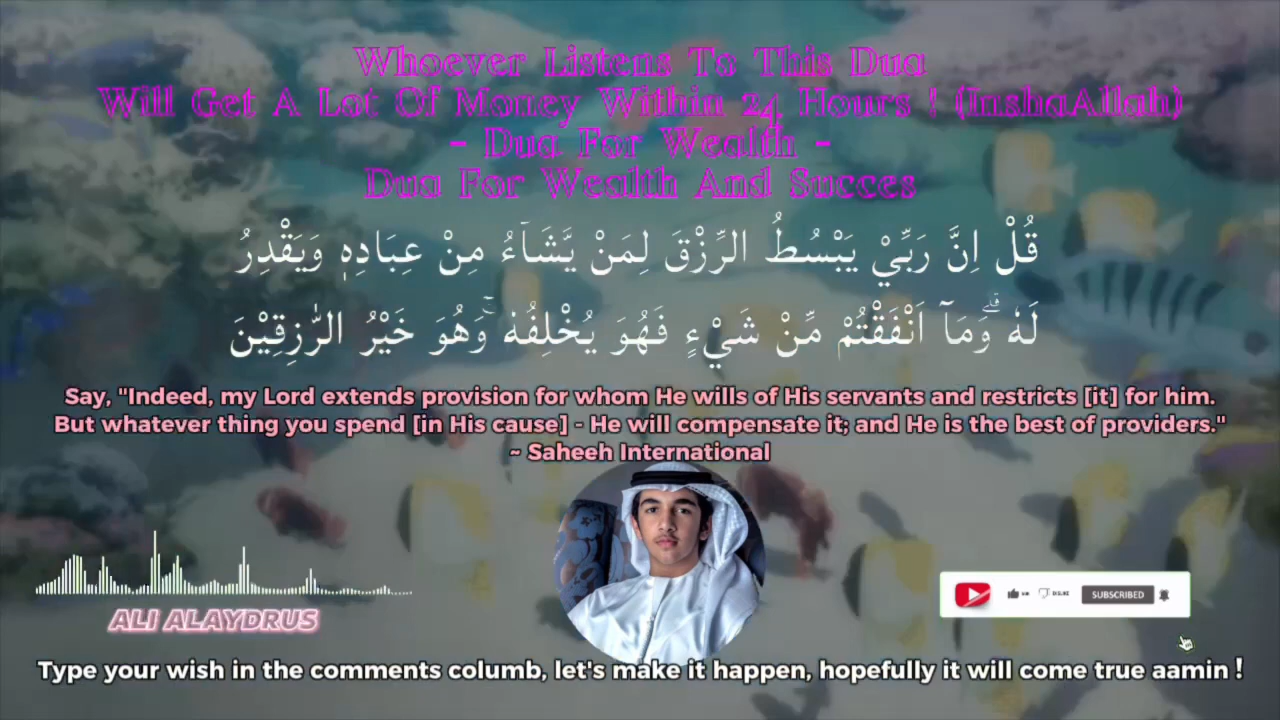 Whoever Listens To This Dua
Will Get A Lot Of Money Within 24 Hours ! (InshaAllah)
- Dua For Wealth -
Dua For Wealth And Succes
قُلْ اِنَّ رَبِّيْ يَبْسُطُ الرِّزْقَ لِمَنْ يَّشَاۤءُ مِنْ عِبَادِهٖ وَيَقْدِرُ
لَهٗ ۗوَمَآ اَنْفَقْتُمْ مِّنْ شَيْءٍ فَهُوَ يُخْلِفُهٗ ۚوَهُوَ خَيْرُ الرّٰزِقِيْنَ
Say, "Indeed, my Lord extends provision for whom He wills of His servants and restricts [it] for him.
But whatever thing you spend [in His cause] - He will compensate it; and He is the best of providers."
~ Saheeh International
ALI ALAYDRUS
SUBSCRIBED
Type your wish in the comments columb, let's make it happen, hopefully it will come true aamin !